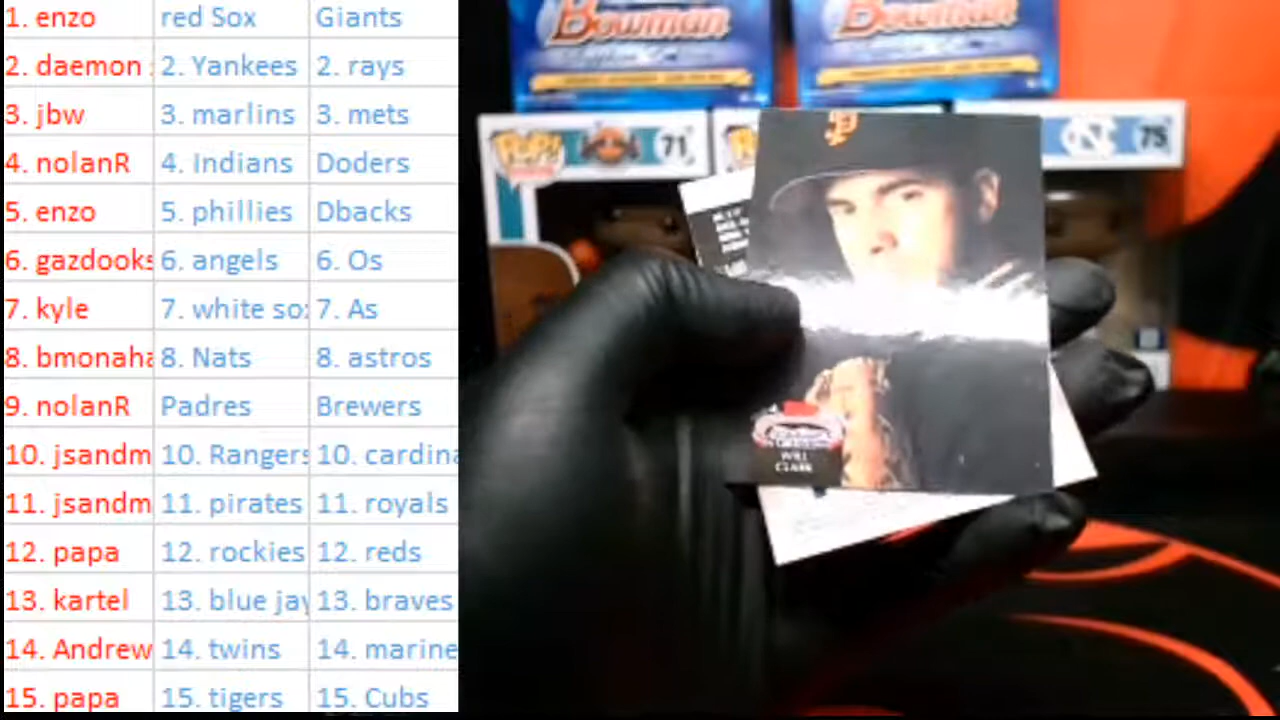 1. enzo red Sox Giants
2. daemon 2. Yankees 2. rays
3. jbw 3. marlins 3. mets
4. nolanR 4. Indians Doders
5. enzo 5. phillies Dbacks
6. gazdooks 6. angels 6. Os
7. kyle 7. white so 7. As
8. bmonaha 8. Nats 8. astros
9. nolanR Padres Brewers
10. jsandm 10. Rangers 10. cardina
11. jsandm 11. pirates 11. royals
12. papa 12. rockies 12. reds
13. kartel 13. blue jay 13. braves
14. Andrew 14. twins 14. marine
15. papa 15. tigers 15. Cubs
Bowman
Bowman
POP!
71
75
WILL
CLARK